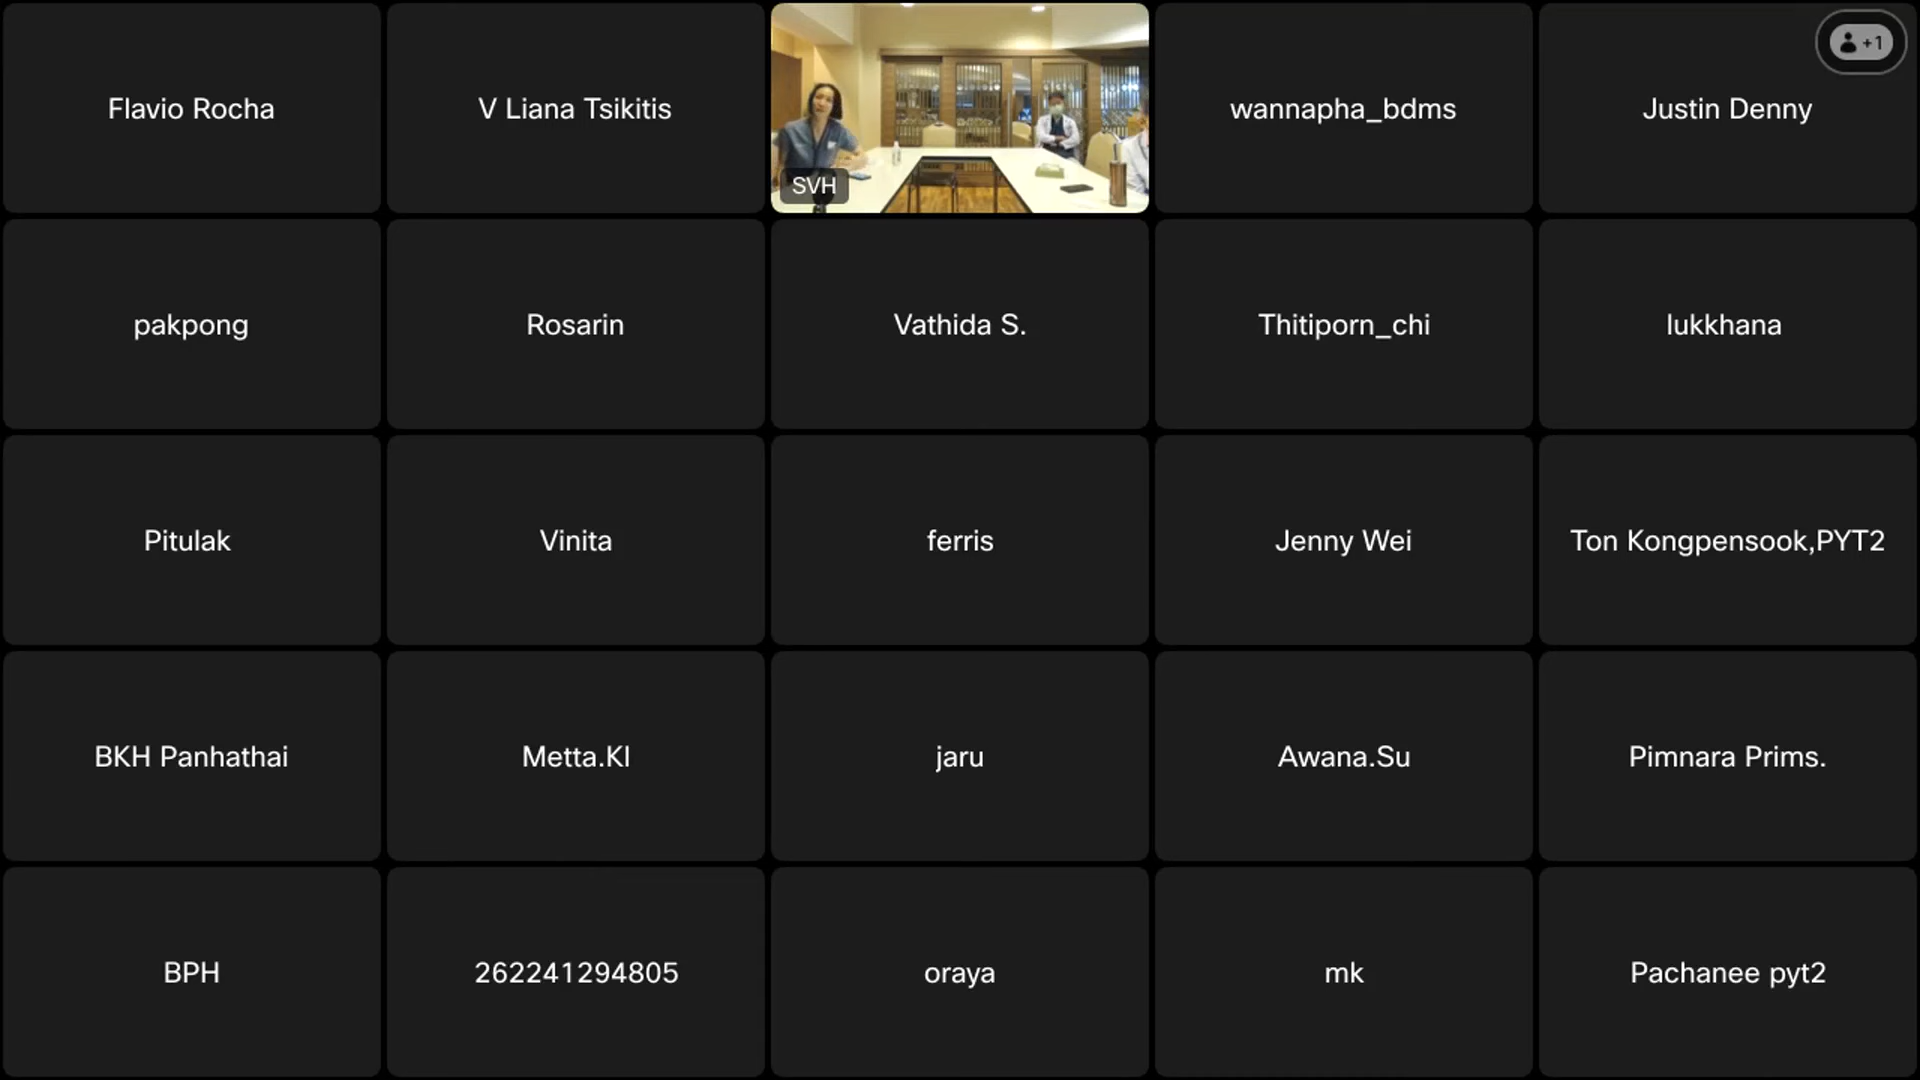 Flavio Rocha
V Liana Tsikitis
SVH
wannapha_bdms
Justin Denny
+1
pakpong
Rosarin
Vathida S.
Thitiporn_chi
lukkhana
Pitulak
Vinita
ferris
Jenny Wei
Ton Kongpensook,PYT2
BKH Panhathai
Metta.Kl
jaru
Awana.Su
Pimnara Prims.
BPH
262241294805
oraya
mk
Pachanee pyt2